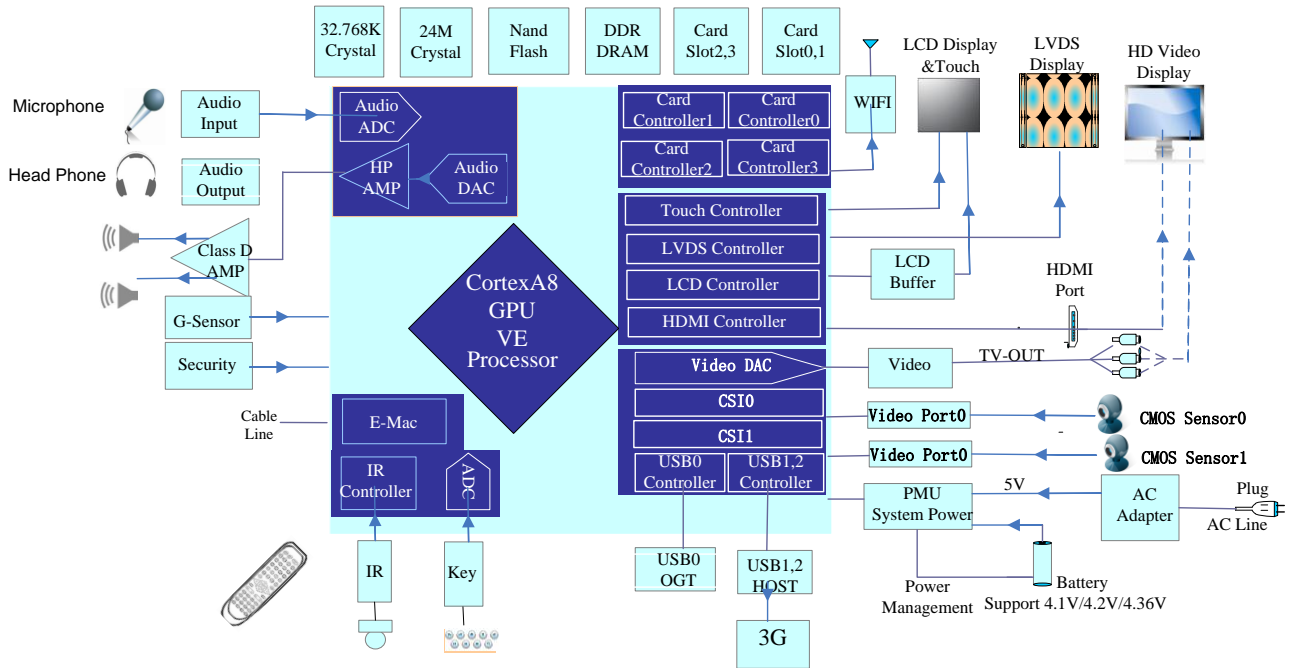 32.768K
Crystal
24M
Crystal
Nand
Flash
DDR
DRAM
Card
Slot2,3
Card
Slot0,1
LCD Display
&Touch
LVDS
Display
HD Video
Display
Microphone
Audio
Input
Audio
ADC
Card
Controller1
Card
Controller0
WIFI
Head Phone
Audio
Output
HP
AMP
Audio
DAC
Card
Controller2
Card
Controller3
Class D
AMP
Touch Controller
LVDS Controller
LCD Controller
HDMI Controller
LCD
Buffer
HDMI
Port
G-Sensor
Security
CortexA8
GPU
VE
Processor
Video DAC
Video
TV-OUT
CSI0
CSI1
Video Port0
CMOS Sensor0
Video Port0
CMOS Sensor1
Cable
Line
E-Mac
IR
Controller
ADC
USB0
Controller
USB1,2
Controller
PMU
System Power
5V
AC
Adapter
Plug
AC Line
IR
Key
USB0
OGT
USB1,2
HOST
Power
Management
Battery
Support 4.1V/4.2V/4.36V
3G